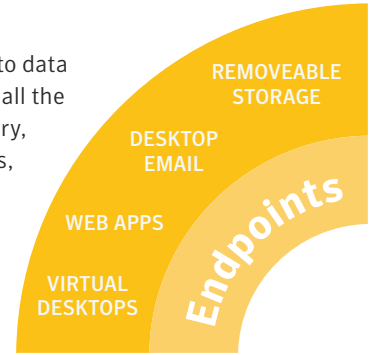 to data
all the
ry,
s,
REMOVEABLE
STORAGE
DESKTOP
EMAIL
WEB APPS
VIRTUAL
DESKTOPS
Endpoints